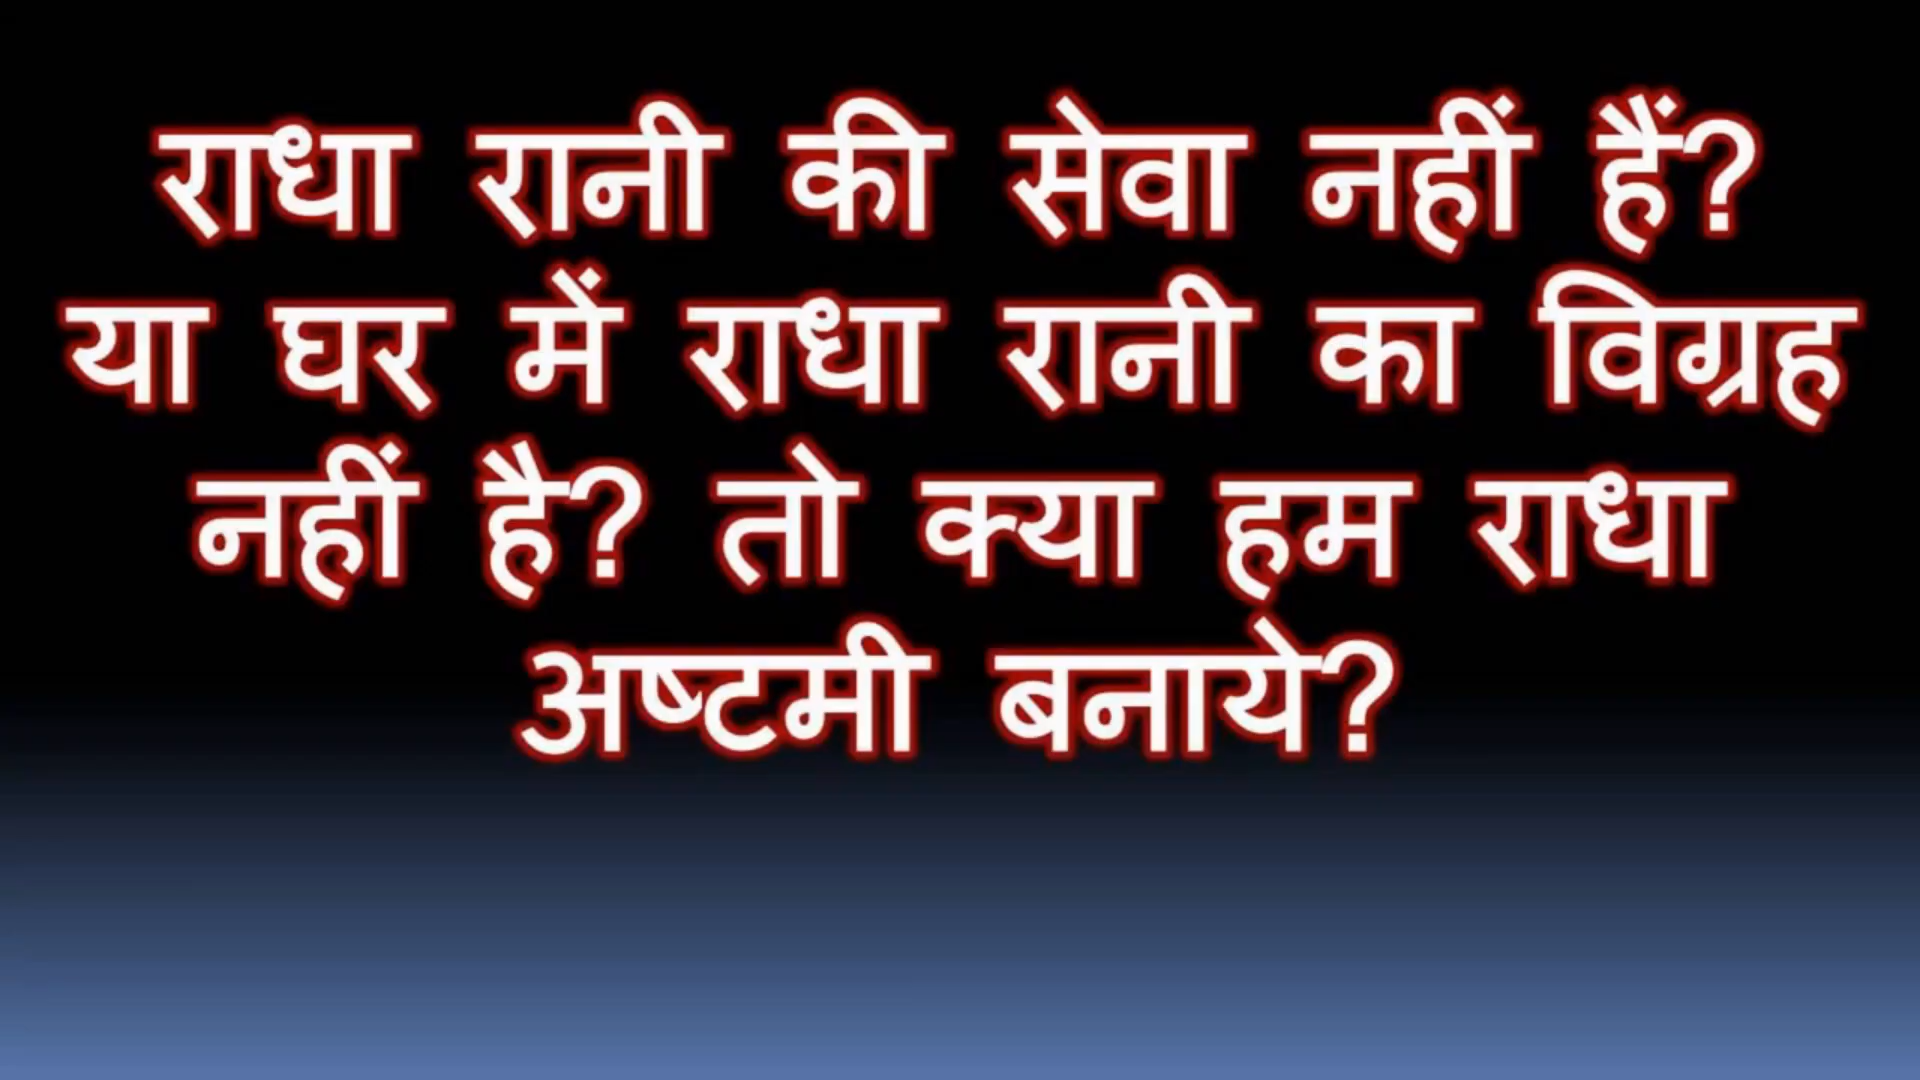 राधा रानी की सेवा नहीं हैं?
या घर में राधा रानी का विग्रह
नहीं है? तो क्या हम राधा
अष्टमी बनाये?